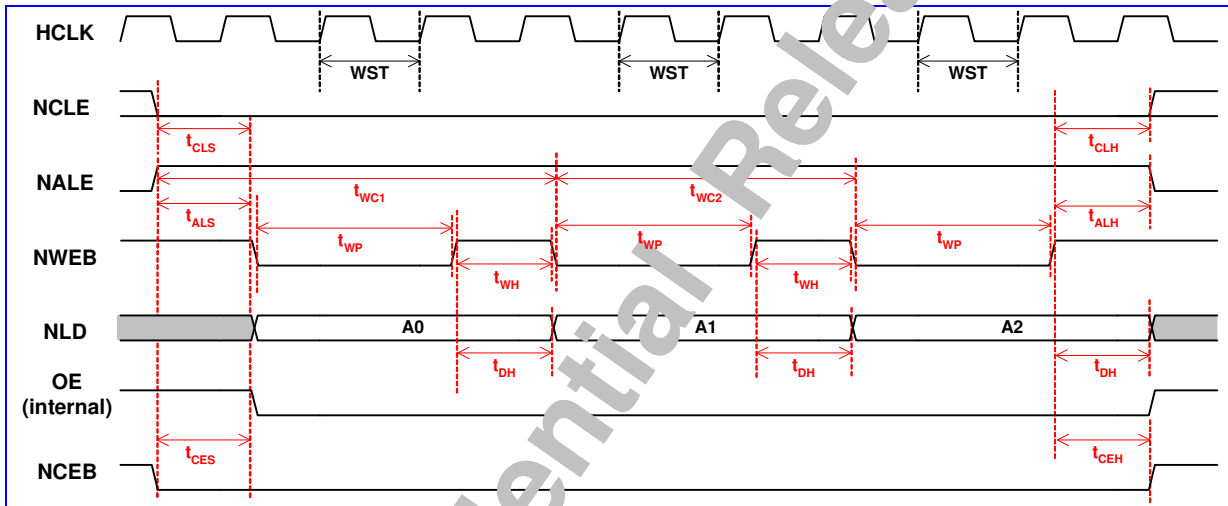 HCLK
WST WST WST
NCLE
tCLS tCLH
NALE
tWC1 tWC2
tALS tALH
tWP tWP tWP
NWEB
tWH tWH
NLD A0 A1 A2
tDH tDH tDH
OE
(internal)
tCES tCEH
NCEB